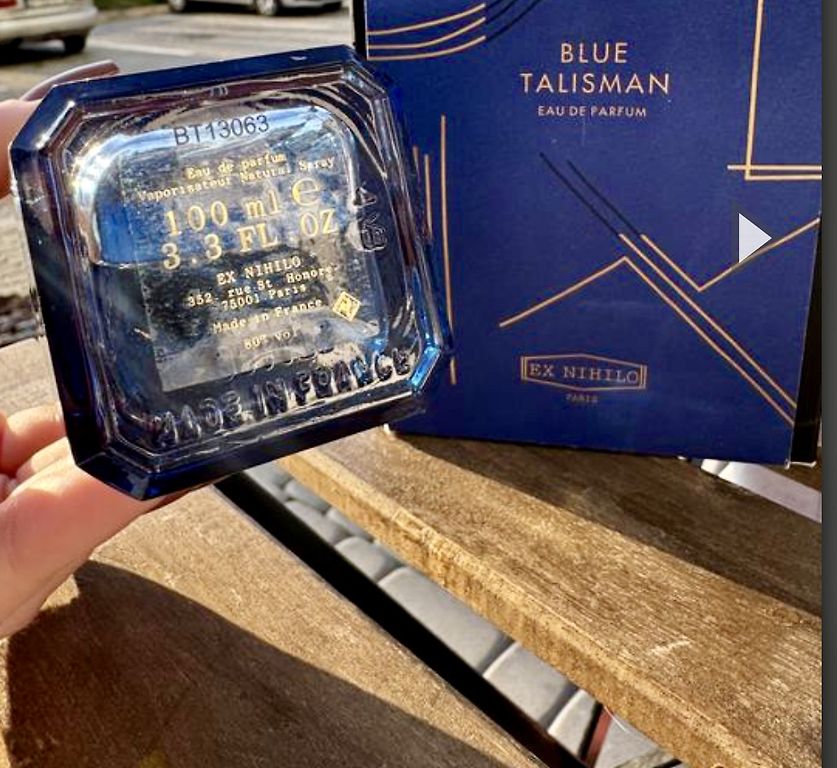 BT13063
Eau de parfum
Vaporisateur Natural Spray
100 ml e
3.3 FL OZ
EX NIHILO
352 rue St Honoré
75001 Paris
Made in France
80% Vol
MADE IN FRANCE
BLUE
TALISMAN
EAU DE PARFUM
EX NIHILO
PARIS